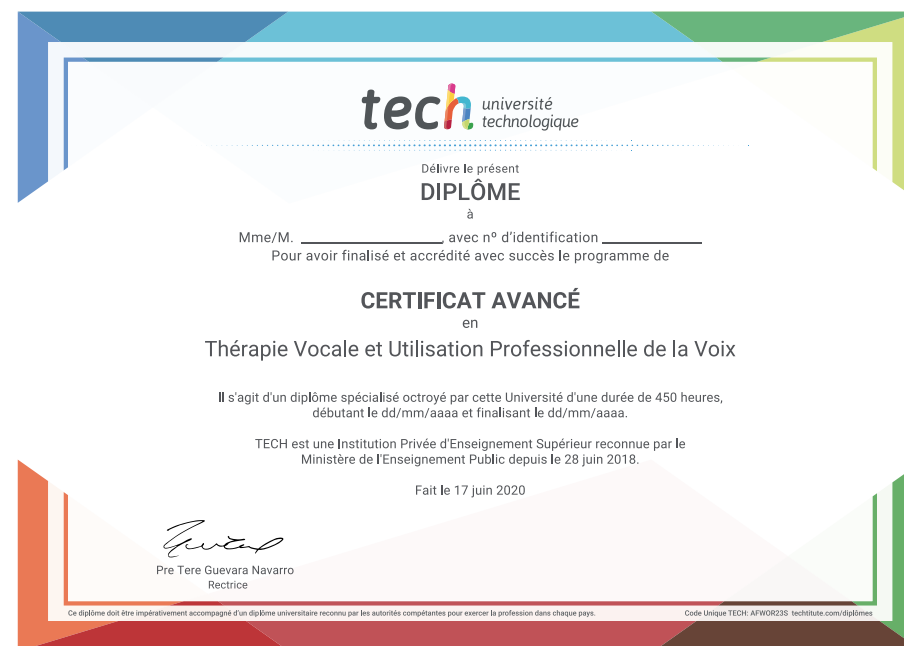 tech université
technologique
Délivre le présent
DIPLÔME
à
Mme/M. ____________________, avec nº d'identification ______________
Pour avoir finalisé et accrédité avec succès le programme de
CERTIFICAT AVANCÉ
en
Thérapie Vocale et Utilisation Professionnelle de la Voix
Il s'agit d'un diplôme spécialisé octroyé par cette Université d'une durée de 450 heures,
débutant le dd/mm/aaaa et finalisant le dd/mm/aaaa.
TECH est une Institution Privée d'Enseignement Supérieur reconnue par le
Ministère de l'Enseignement Public depuis le 28 juin 2018.
Fait le 17 juin 2020
Pre Tere Guevara Navarro
Rectrice
Ce diplôme doit être impérativement accompagné d'un diplôme universitaire reconnu par les autorités compétentes pour exercer la profession dans chaque pays.
Code Unique TECH: AFWOR23S techtitute.com/diplômes